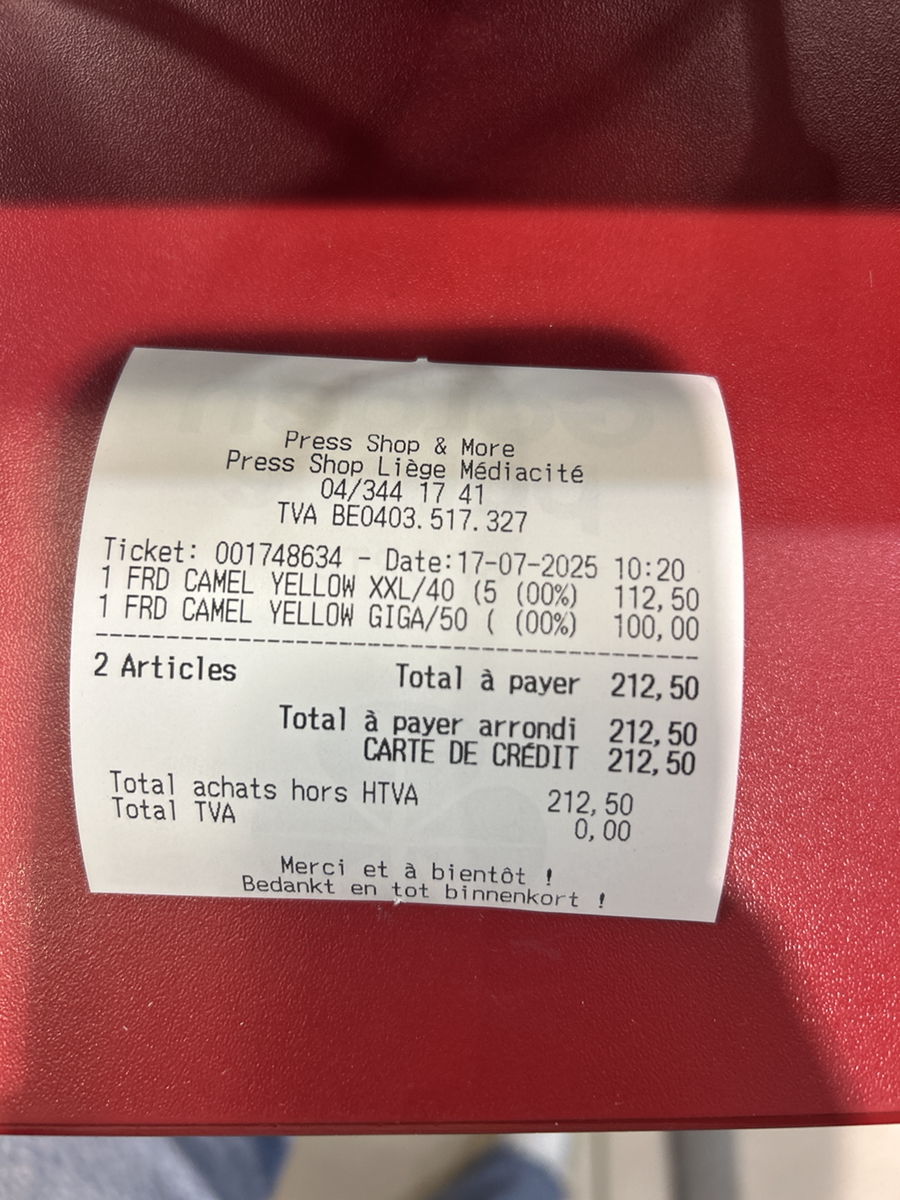 Press Shop & More
Press Shop Liège Médiacité
04/344 17 41
TVA BE0403.517.327
Ticket: 001748634 - Date:17-07-2025 10:20
1 FRD CAMEL YELLOW XXL/40 (5 (00%) 112,50
1 FRD CAMEL YELLOW GIGA/50 ( (00%) 100,00
2 Articles Total à payer 212,50
Total à payer arrondi 212,50
CARTE DE CRÉDIT 212,50
Total achats hors HTVA 212,50
Total TVA 0,00
Merci et à bientôt !
Bedankt en tot binnenkort !